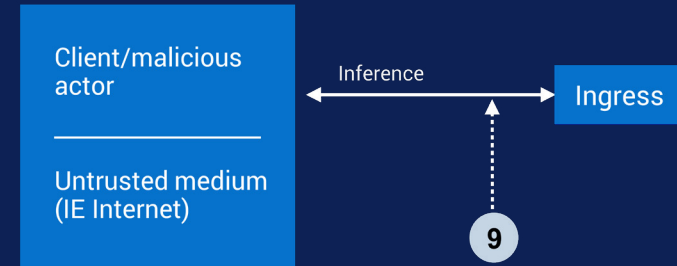 Client/malicious
actor
Inference
Ingress
Untrusted medium
(IE Internet)
9